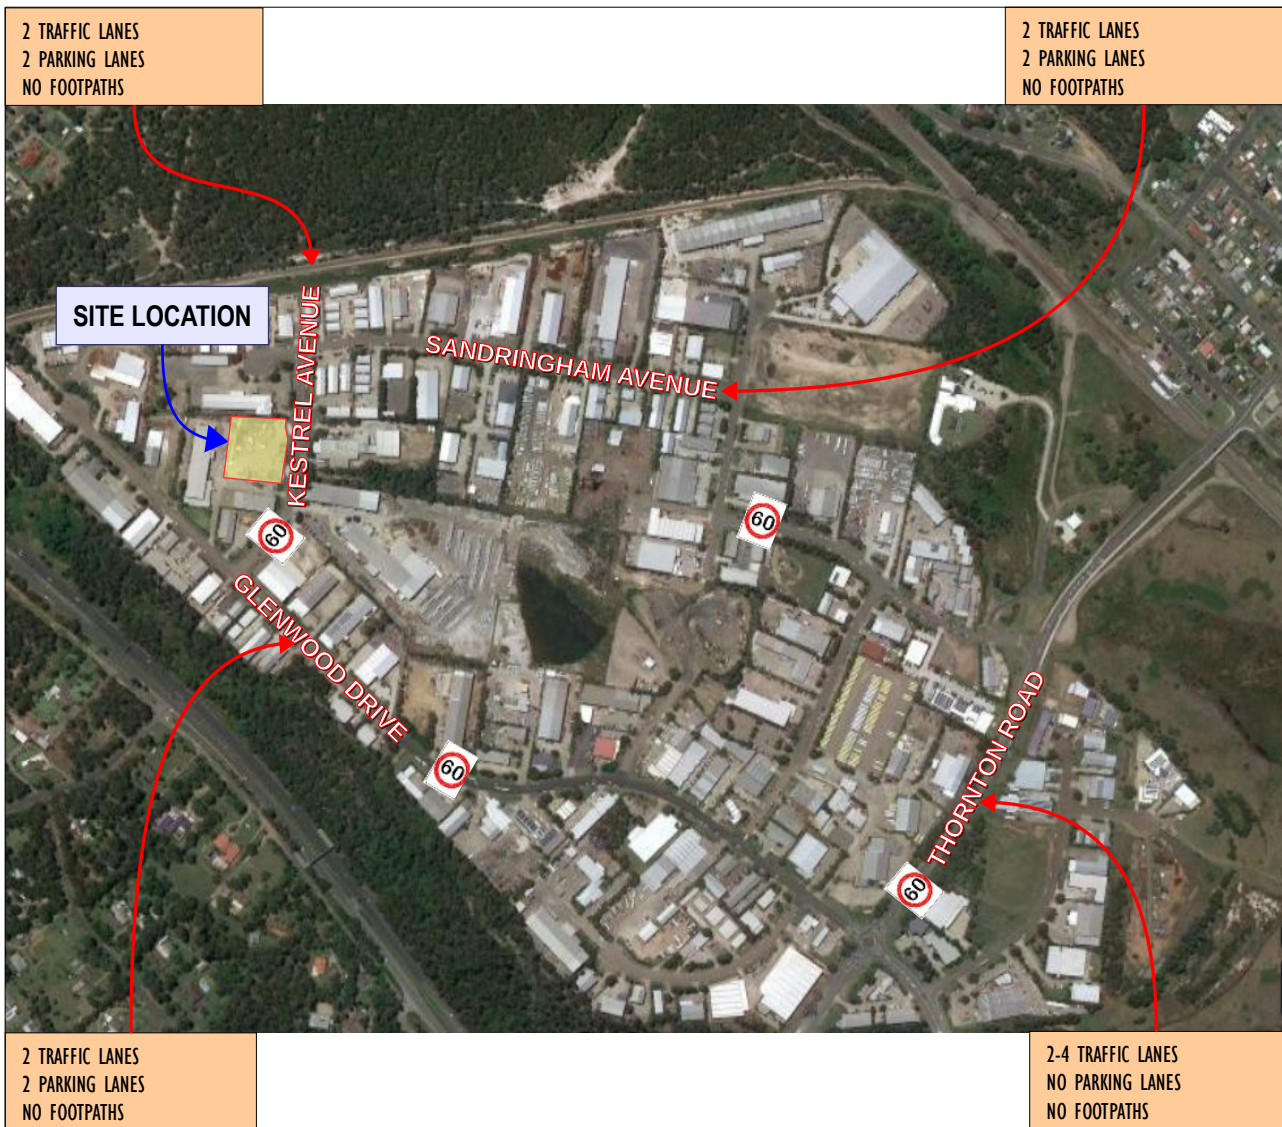 2 TRAFFIC LANES
2 PARKING LANES
NO FOOTPATHS
2 TRAFFIC LANES
2 PARKING LANES
NO FOOTPATHS
SITE LOCATION
KESTREL AVENUE
SANDRINGHAM AVENUE
60
60
GLENWOOD DRIVE
60
THORNTON ROAD
60
2 TRAFFIC LANES
2 PARKING LANES
NO FOOTPATHS
2-4 TRAFFIC LANES
NO PARKING LANES
NO FOOTPATHS